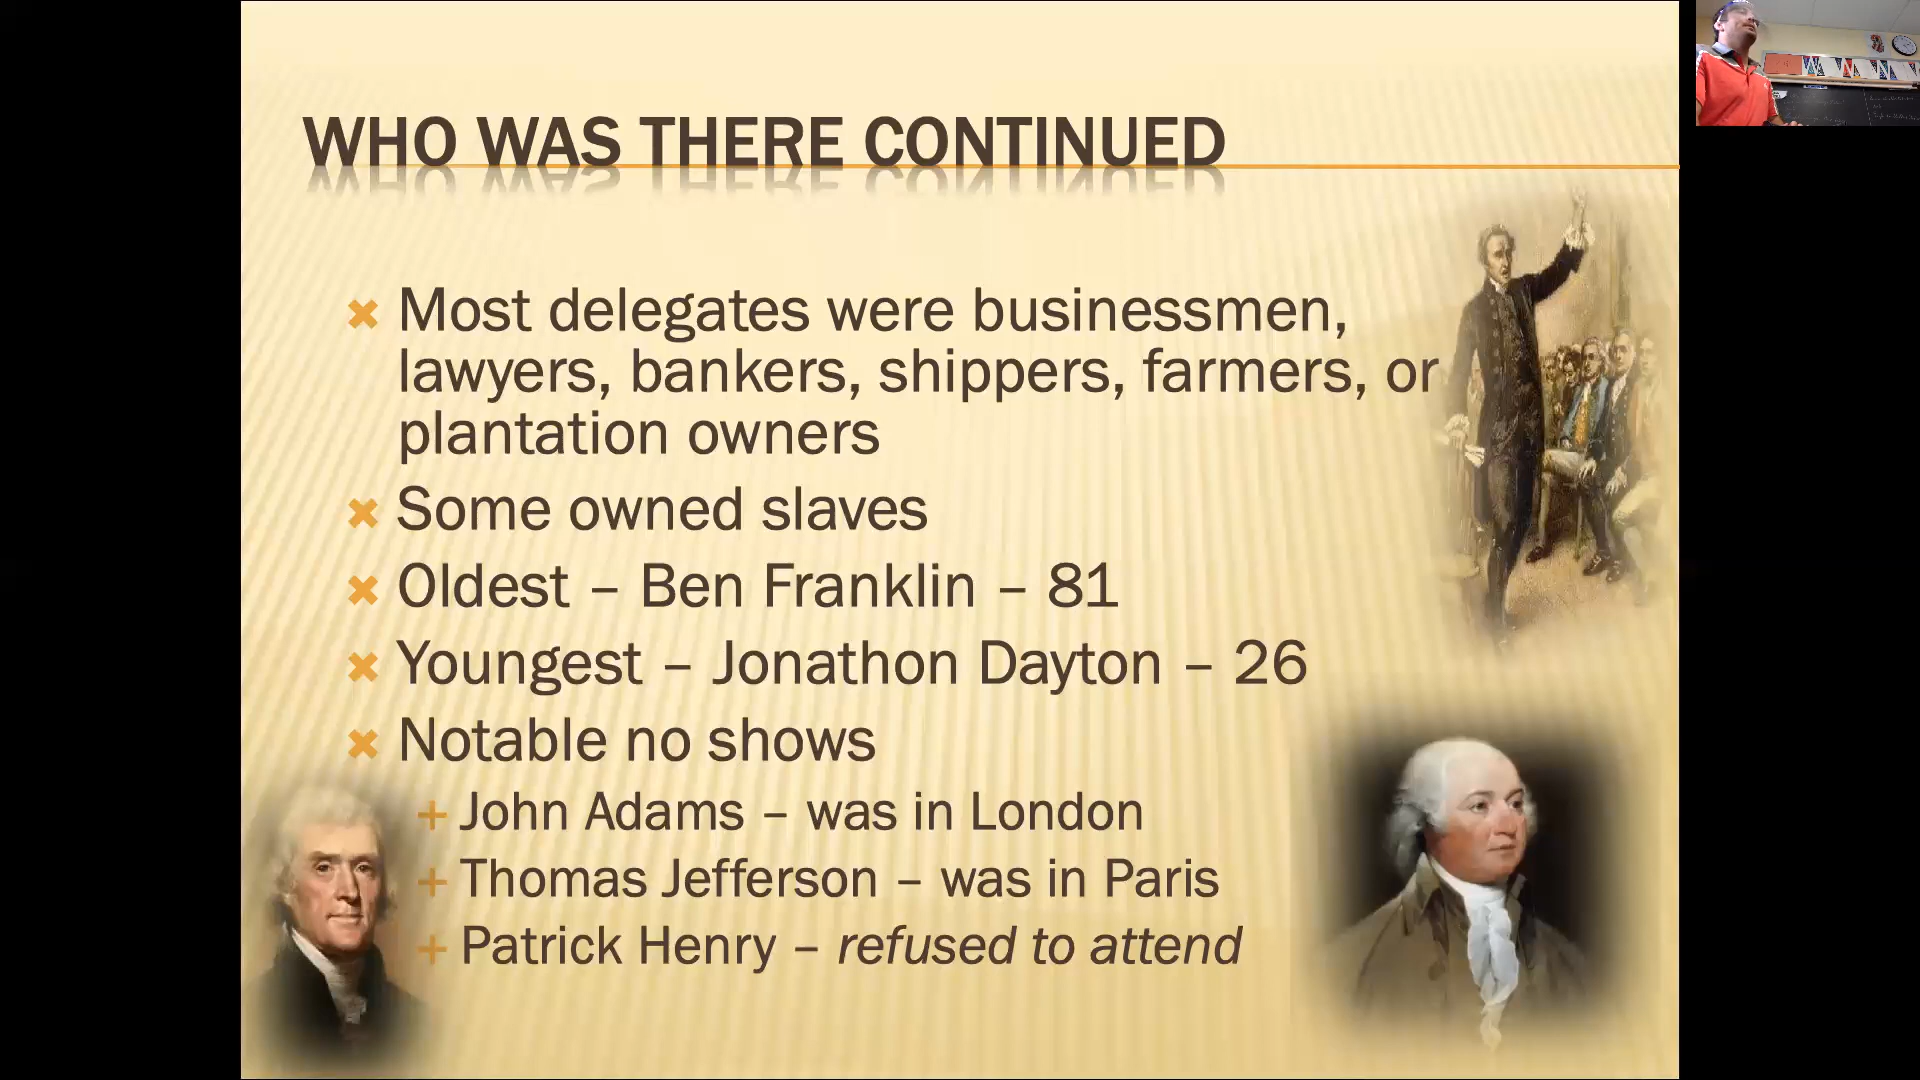 WHO WAS THERE CONTINUED
Most delegates were businessmen,
lawyers, bankers, shippers, farmers, or
plantation owners
Some owned slaves
Oldest – Ben Franklin – 81
Youngest – Jonathon Dayton – 26
Notable no shows
John Adams – was in London
Thomas Jefferson – was in Paris
Patrick Henry – refused to attend